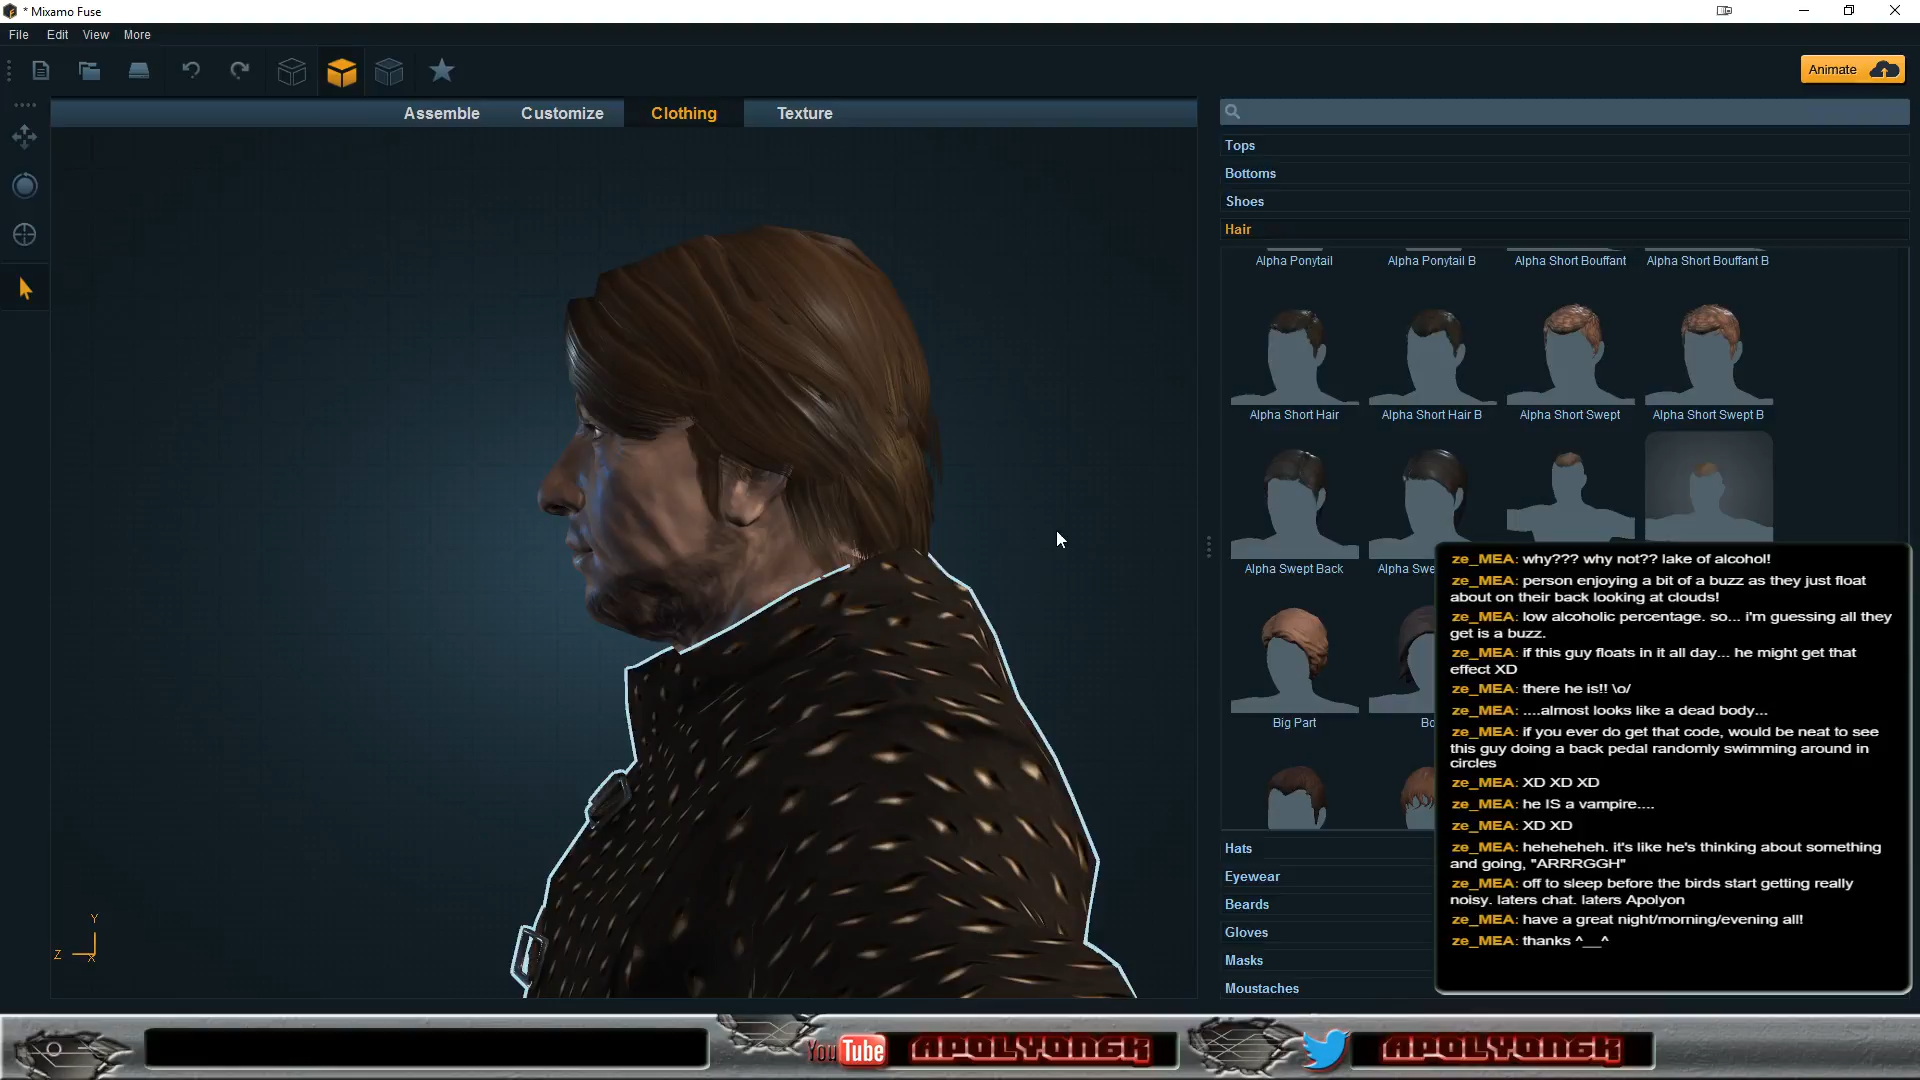 * Mixamo Fuse
File Edit View More
Animate
Assemble Customize Clothing Texture
Tops
Bottoms
Shoes
Hair
Alpha Ponytail Alpha Ponytail B Alpha Short Bouffant Alpha Short Bouffant B
Alpha Short Hair Alpha Short Hair B Alpha Short Swept Alpha Short Swept B
Alpha Swept Back Alpha Swe
Big Part Bo
Hats
Eyewear
Beards
Gloves
Masks
Moustaches
ze_MEA: why??? why not?? lake of alcohol!
ze_MEA: person enjoying a bit of a buzz as they just float
about on their back looking at clouds!
ze_MEA: low alcoholic percentage. so... i'm guessing all they
get is a buzz.
ze_MEA: if this guy floats in it all day... he might get that
effect XD
ze_MEA: there he is!! \o/
ze_MEA: ....almost looks like a dead body...
ze_MEA: if you ever do get that code, would be neat to see
this guy doing a back pedal randomly swimming around in
circles
ze_MEA: XD XD XD
ze_MEA: he IS a vampire....
ze_MEA: XD XD
ze_MEA: heheheheh. it's like he's thinking about something
and going, "ARRRGGH"
ze_MEA: off to sleep before the birds start getting really
noisy. laters chat. laters Apolyon
ze_MEA: have a great night/morning/evening all!
ze_MEA: thanks ^__^
Y
Z X
YouTube APOLYON6K APOLYON6K